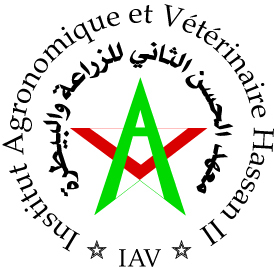 Institut Agronomique et Vétérinaire Hassan II
معهد الحسن الثاني للزراعة والبيطرة
IAV